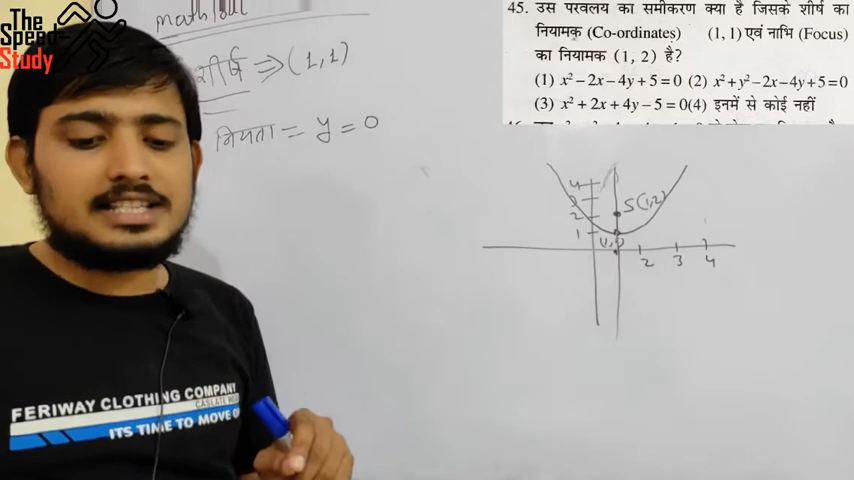 The
Speed
Study
math
शीर्ष ⇒ (1,1)
नियता = y = 0
45. उस परवलय का समीकरण क्या है जिसके शीर्ष का
नियामक (Co-ordinates) (1, 1) एवं नाभि (Focus)
का नियामक (1, 2) है?
(1) x² – 2x – 4y + 5 = 0 (2) x² + y² – 2x – 4y + 5 = 0
(3) x² + 2x + 4y – 5 = 0 (4) इनमें से कोई नहीं
4
3
2
1
S(1,2)
2 3 4
FERIWAY CLOTHING COMPANY
ITS TIME TO MOVE